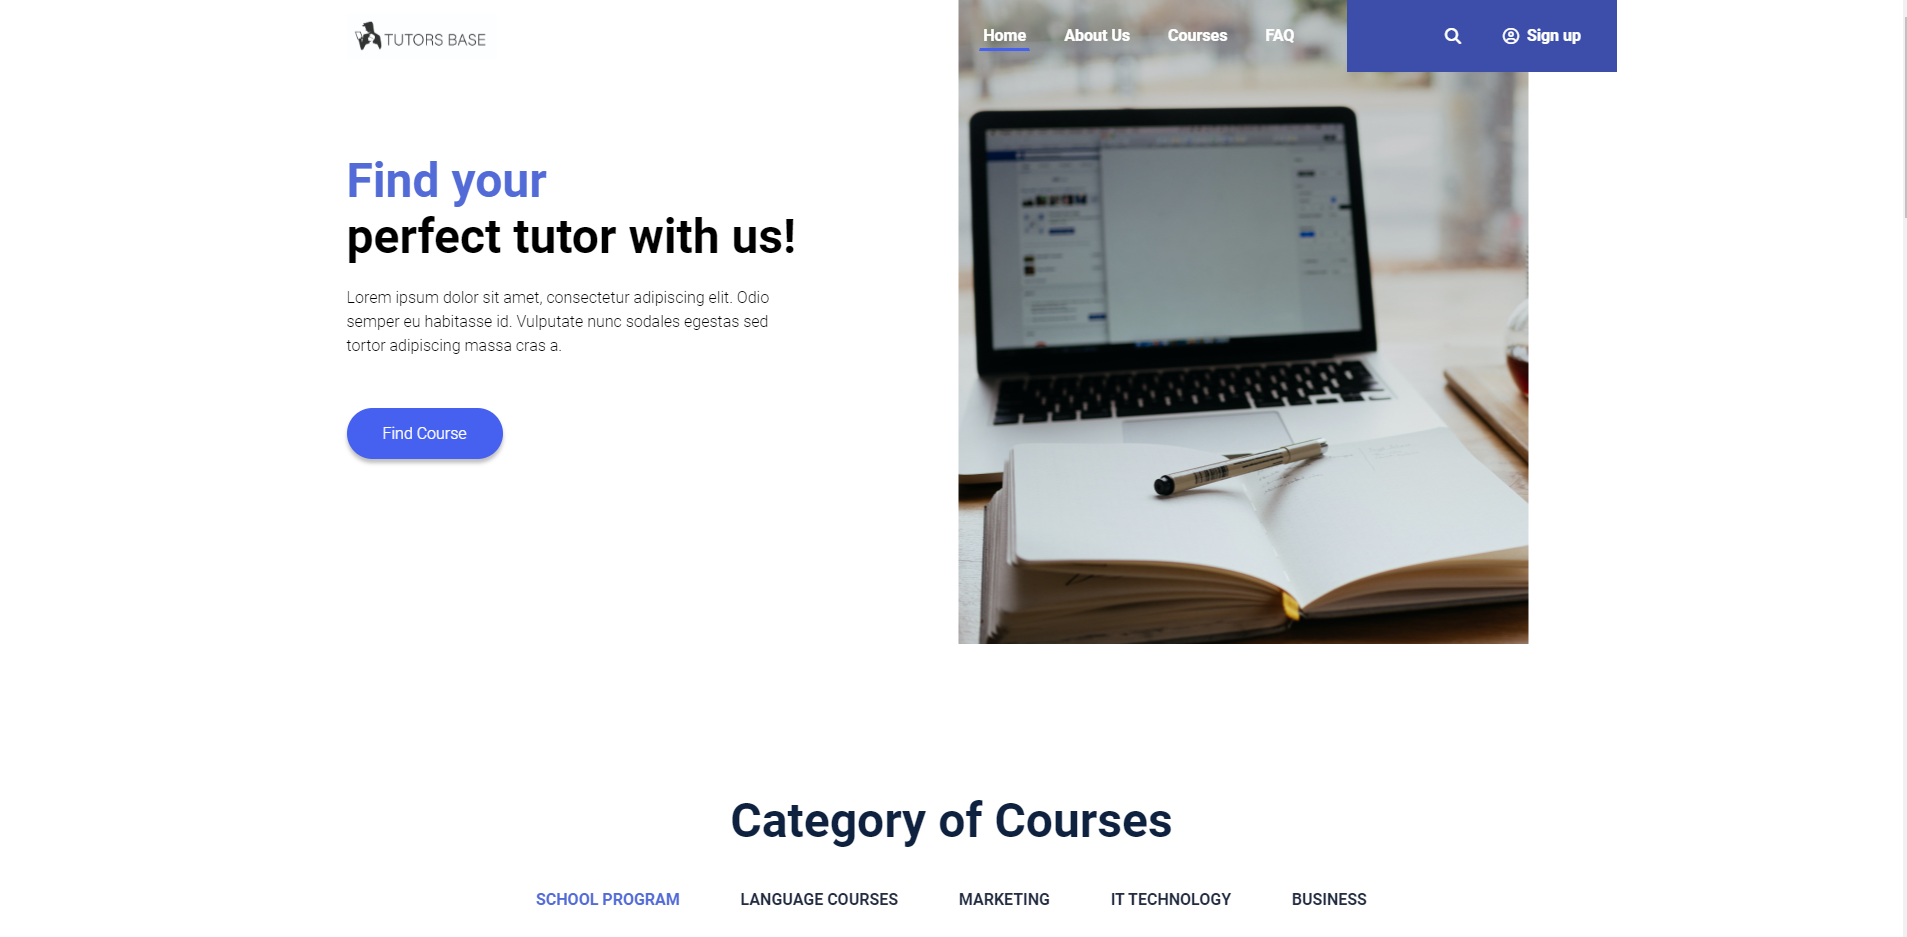 TUTORS BASE
Home About Us Courses FAQ Sign up
Find your
perfect tutor with us!
Lorem ipsum dolor sit amet, consectetur adipiscing elit. Odio
semper eu habitasse id. Vulputate nunc sodales egestas sed
tortor adipiscing massa cras a.
Find Course
Category of Courses
SCHOOL PROGRAM LANGUAGE COURSES MARKETING IT TECHNOLOGY BUSINESS